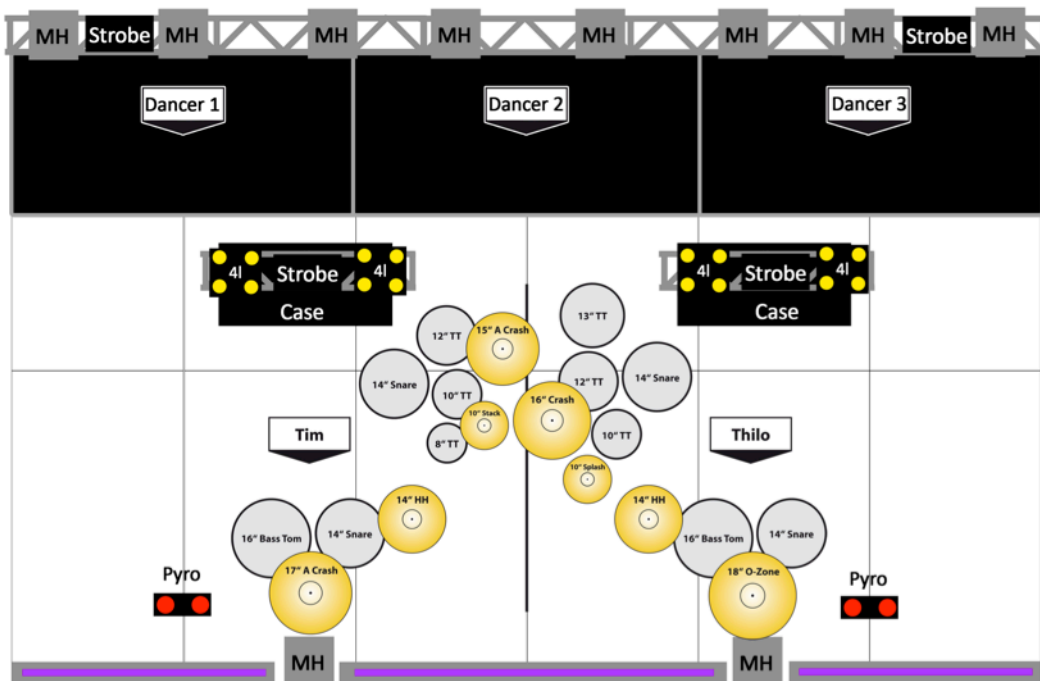 MH
Strobe
MH
MH
MH
MH
MH
MH
Strobe
MH
Dancer 1
Dancer 2
Dancer 3
4l
Strobe
4l
Case
4l
Strobe
4l
Case
12“ TT
15“ A Crash
13“ TT
14“ Snare
10“ TT
10“ Stack
8“ TT
16“ Crash
12“ TT
14“ Snare
10“ TT
10“ Splash
Tim
Thilo
14“ HH
14“ HH
16“ Bass Tom
14“ Snare
17“ A Crash
16“ Bass Tom
14“ Snare
18“ O-Zone
Pyro
Pyro
MH
MH